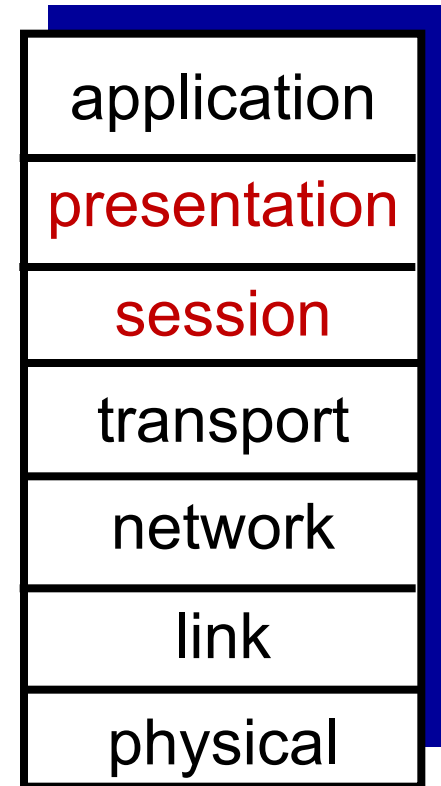 application
presentation
session
transport
network
link
physical